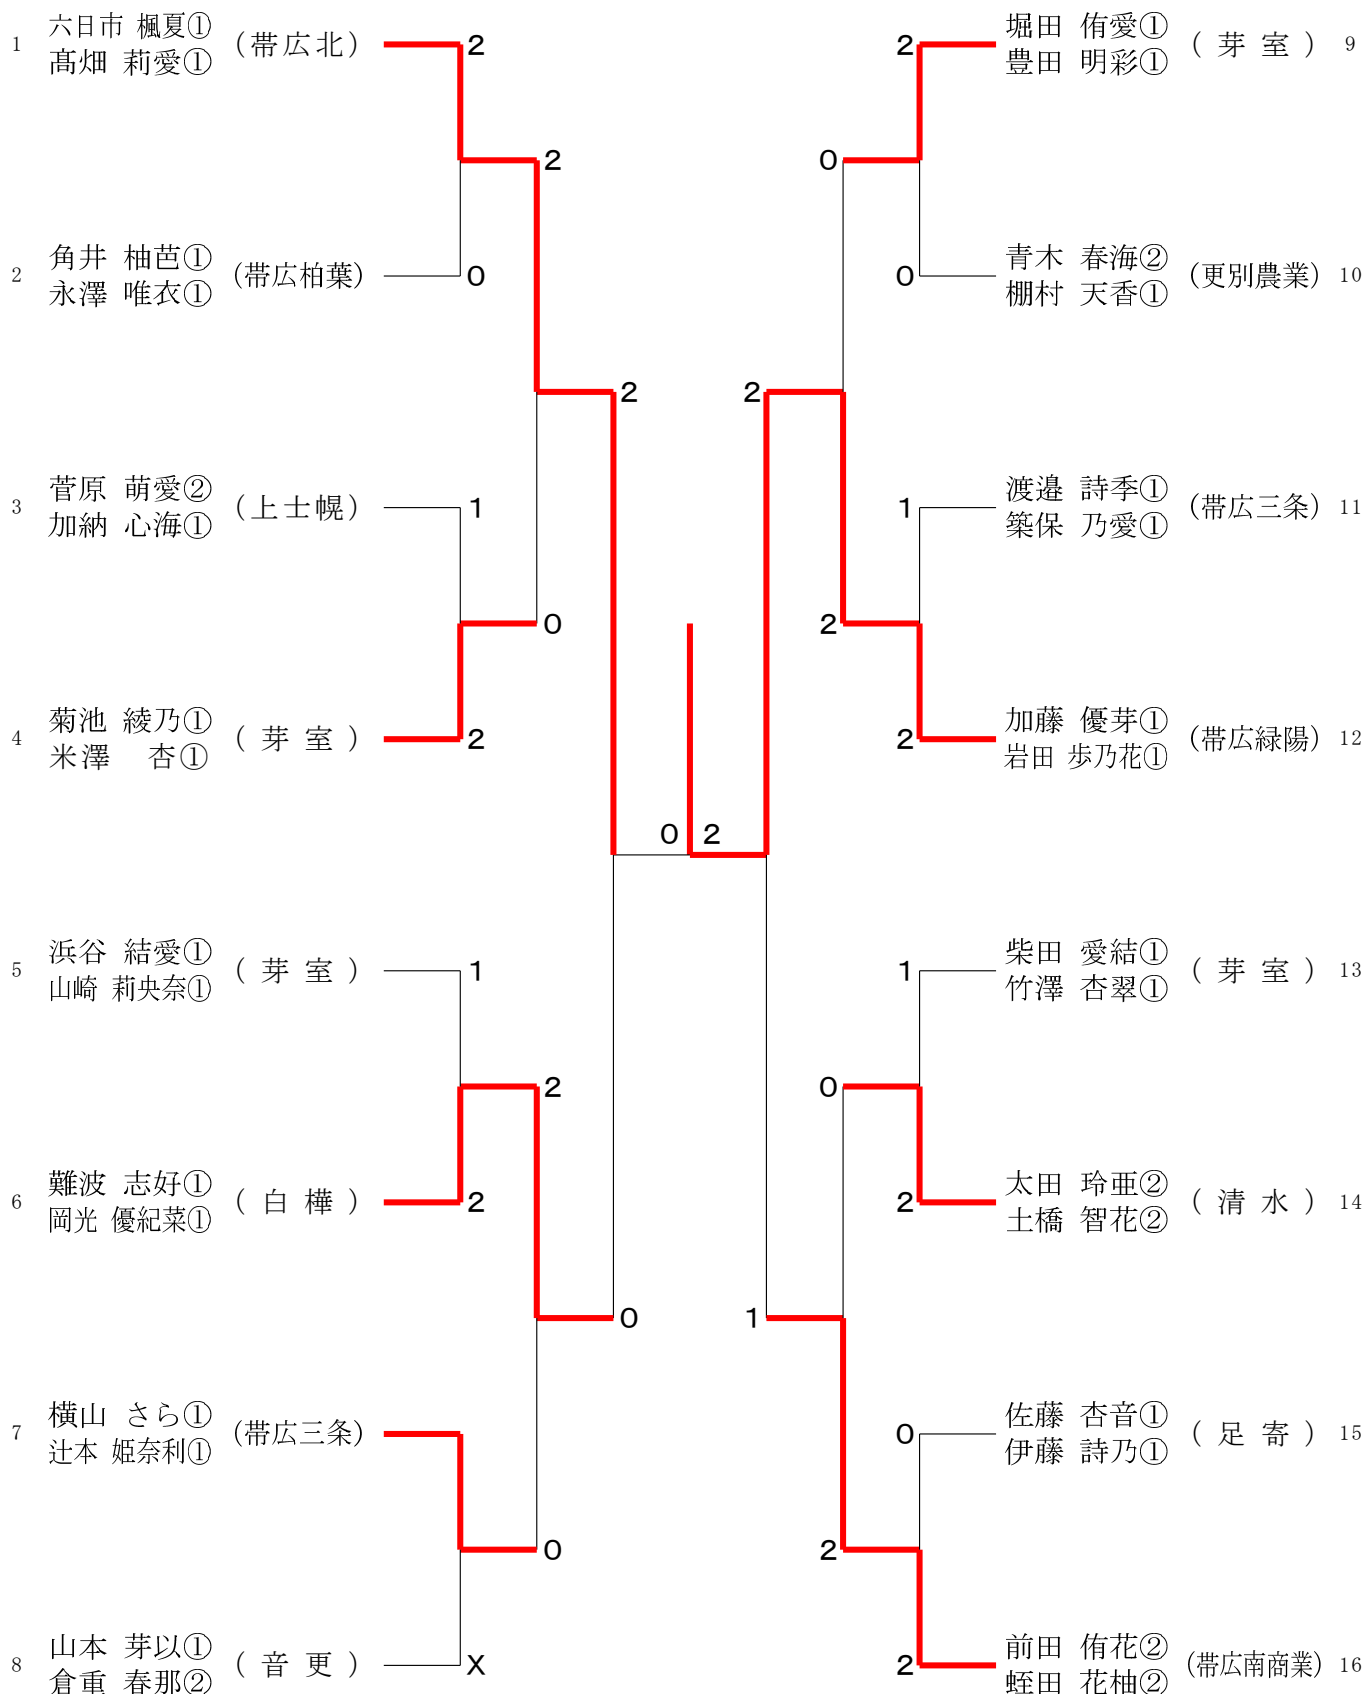 1 六日市 楓夏① (帯広北) 2
髙畑 莉愛①
2
2 角井 柚芭① (帯広柏葉) 0
永澤 唯衣①
2
3 菅原 萌愛② (上士幌) 1
加納 心海①
0
4 菊池 綾乃① (芽室) 2
米澤 杏①
0 2
5 浜谷 結愛① (芽室) 1
山崎 莉央奈①
2
6 難波 志好① (白樺) 2
岡光 優紀菜①
0
7 横山 さら① (帯広三条)
辻本 姫奈利①
0
8 山本 芽以① (音更) X
倉重 春那②
2 堀田 侑愛① (芽室) 9
豊田 明彩①
0
0 青木 春海② (更別農業) 10
棚村 天香①
2
1 渡邉 詩季① (帯広三条) 11
築保 乃愛①
2
2 加藤 優芽① (帯広緑陽) 12
岩田 歩乃花①
1 柴田 愛結① (芽室) 13
竹澤 杏翠①
0
2 太田 玲亜② (清水) 14
土橋 智花②
1
0 佐藤 杏音① (足寄) 15
伊藤 詩乃①
2
2 前田 侑花② (帯広南商業) 16
蛭田 花柚②